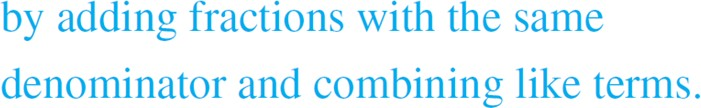 by adding fractions with the same
denominator and combining like terms.